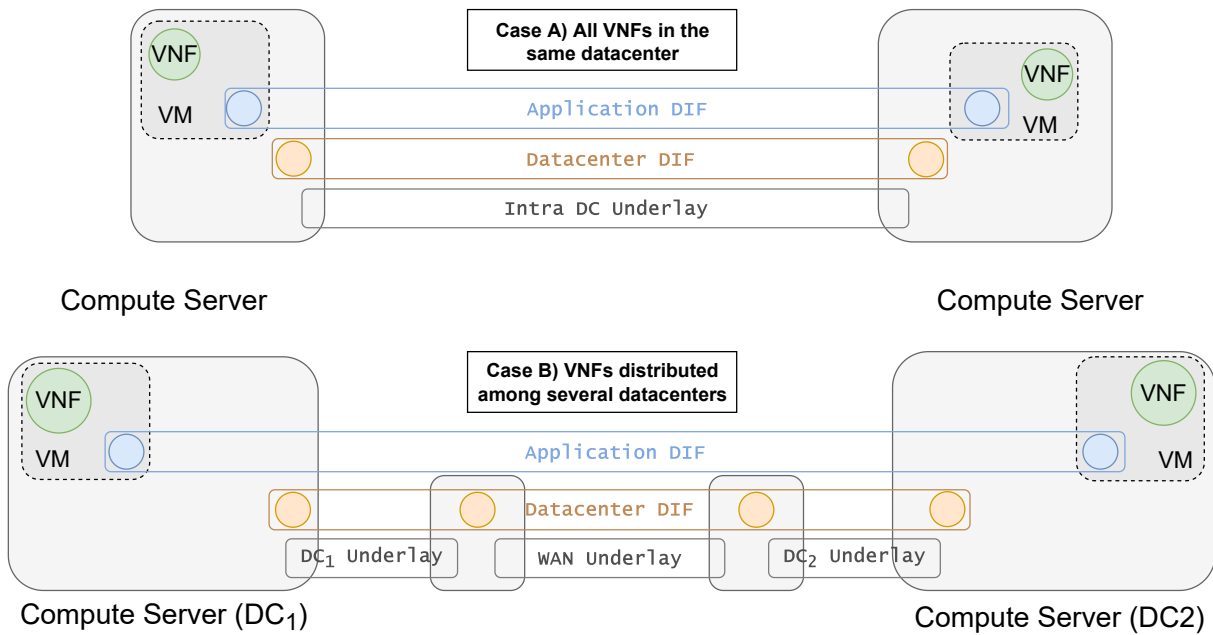 Case A) All VNFs in the
same datacenter
VNF
VNF
VM
Application DIF
VM
Datacenter DIF
Intra DC Underlay
Compute Server
Compute Server
Case B) VNFs distributed
among several datacenters
VNF
VNF
VM
Application DIF
VM
Datacenter DIF
DC₁ Underlay
WAN Underlay
DC₂ Underlay
Compute Server (DC₁)
Compute Server (DC2)